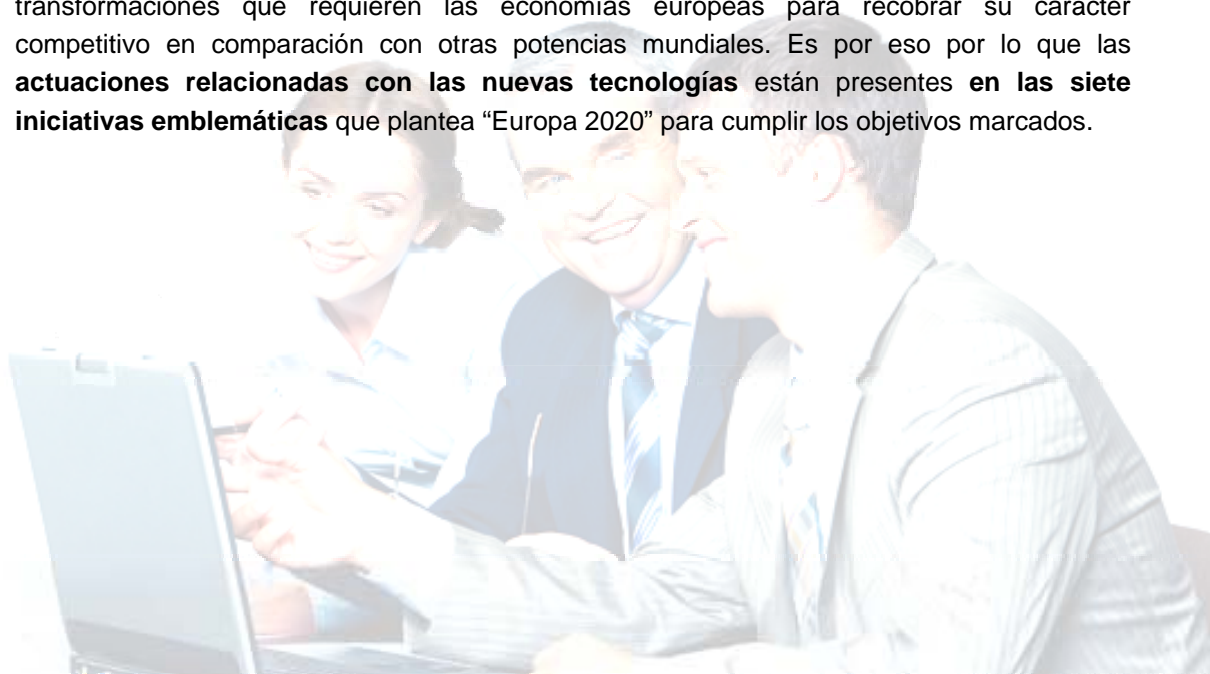 transformaciones que requieren las economías europeas para recobrar su carácter
competitivo en comparación con otras potencias mundiales. Es por eso por lo que las
actuaciones relacionadas con las nuevas tecnologías están presentes en las siete
iniciativas emblemáticas que plantea “Europa 2020” para cumplir los objetivos marcados.